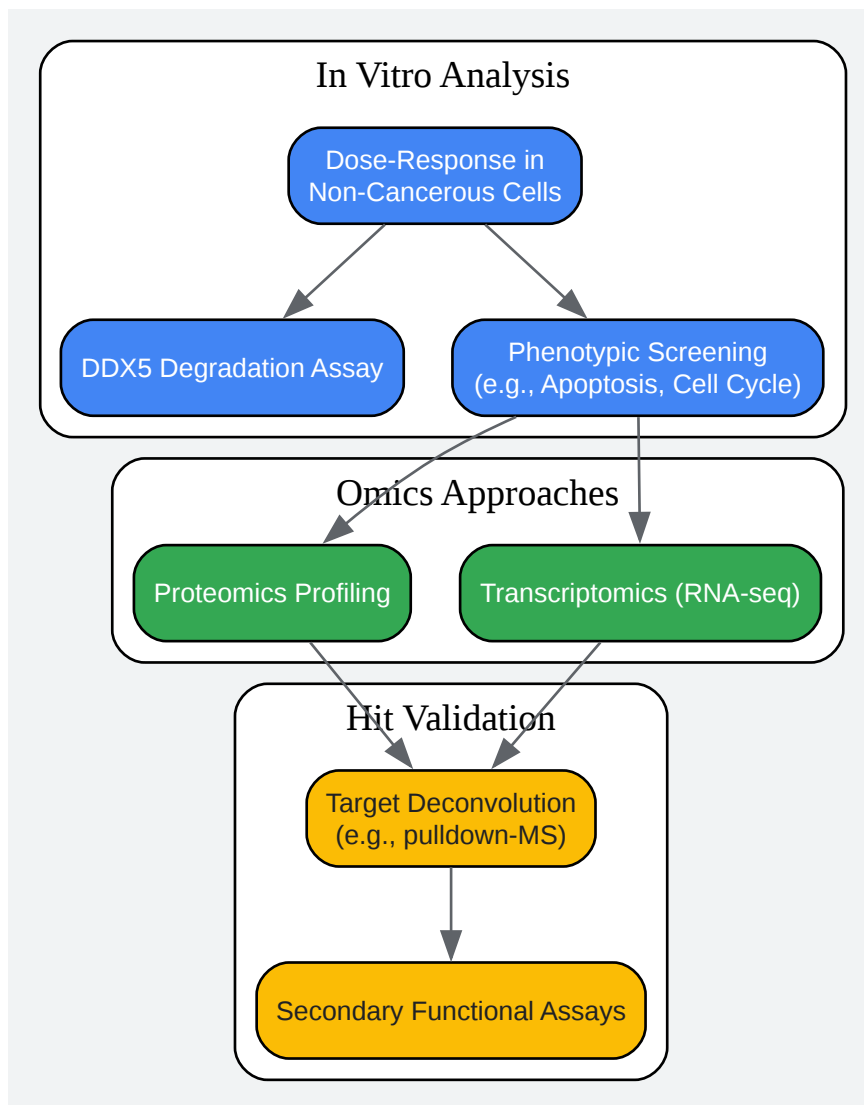 In Vitro Analysis
Dose-Response in
Non-Cancerous Cells
DDX5 Degradation Assay
Phenotypic Screening
(e.g., Apoptosis, Cell Cycle)
Omics Approaches
Proteomics Profiling
Transcriptomics (RNA-seq)
Hit Validation
Target Deconvolution
(e.g., pulldown-MS)
Secondary Functional Assays